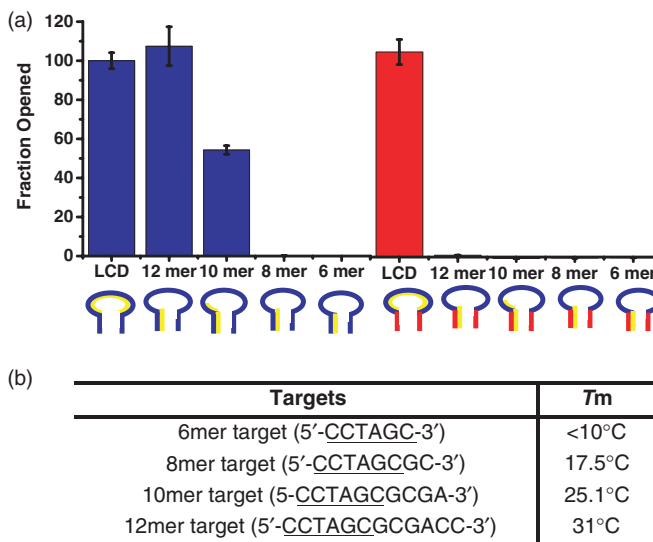 (a)
Fraction Opened
120
100
80
60
40
20
0
LCD 12 mer 10 mer 8 mer 6 mer LCD 12 mer 10 mer 8 mer 6 mer
(b)
Targets Tm
6mer target (5′-CCTAGC-3′) <10°C
8mer target (5′-CCTAGCGC-3′) 17.5°C
10mer target (5-CCTAGCGCGA-3′) 25.1°C
12mer target (5′-CCTAGCGCGACC-3′) 31°C